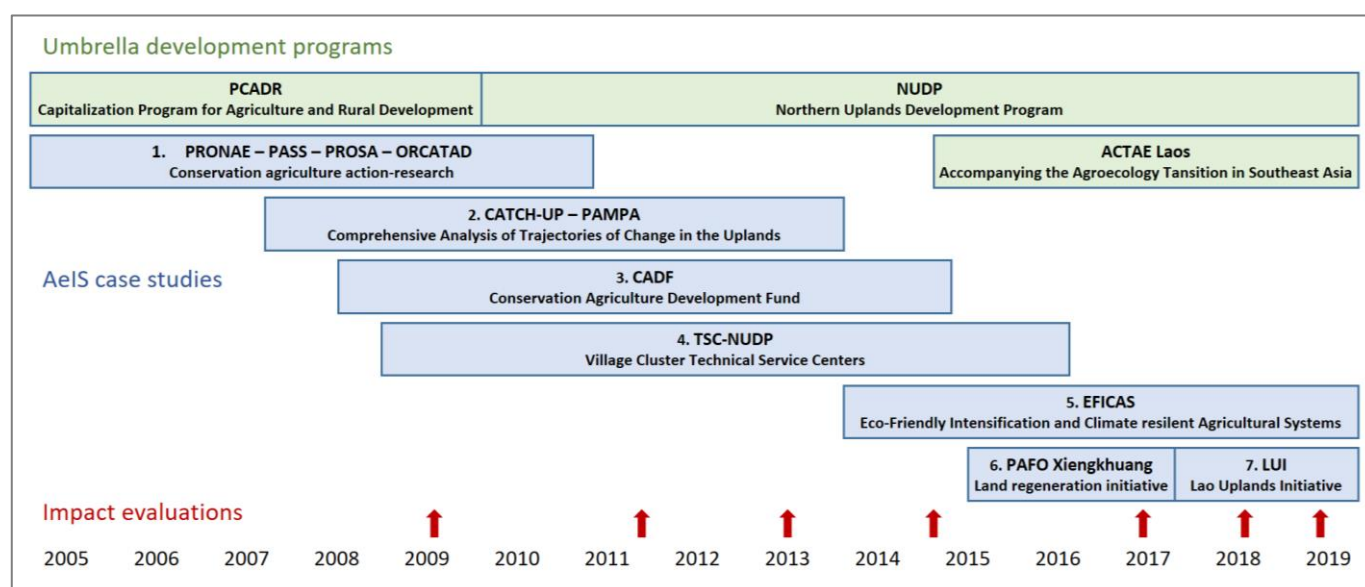 Umbrella development programs
PCADR
Capitalization Program for Agriculture and Rural Development
NUDP
Northern Uplands Development Program
1. PRONAE – PASS – PROSA – ORCATAD
Conservation agriculture action-research
ACTAE Laos
Accompanying the Agroecology Tansition in Southeast Asia
2. CATCH-UP – PAMPA
Comprehensive Analysis of Trajectories of Change in the Uplands
AeIS case studies
3. CADF
Conservation Agriculture Development Fund
4. TSC-NUDP
Village Cluster Technical Service Centers
5. EFICAS
Eco-Friendly Intensification and Climate resilent Agricultural Systems
6. PAFO Xiengkhuang
Land regeneration initiative
7. LUI
Lao Uplands Initiative
Impact evaluations
2005 2006 2007 2008 2009 2010 2011 2012 2013 2014 2015 2016 2017 2018 2019